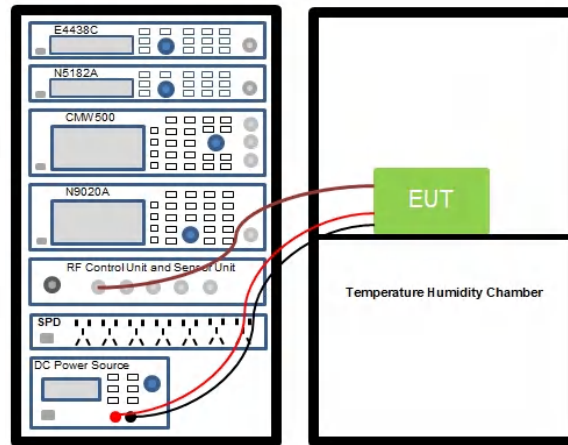 E4438C
N5182A
CMW500
N9020A
EUT
RF Control Unit and Sensor Unit
Temperature Humidity Chamber
SPD
DC Power Source